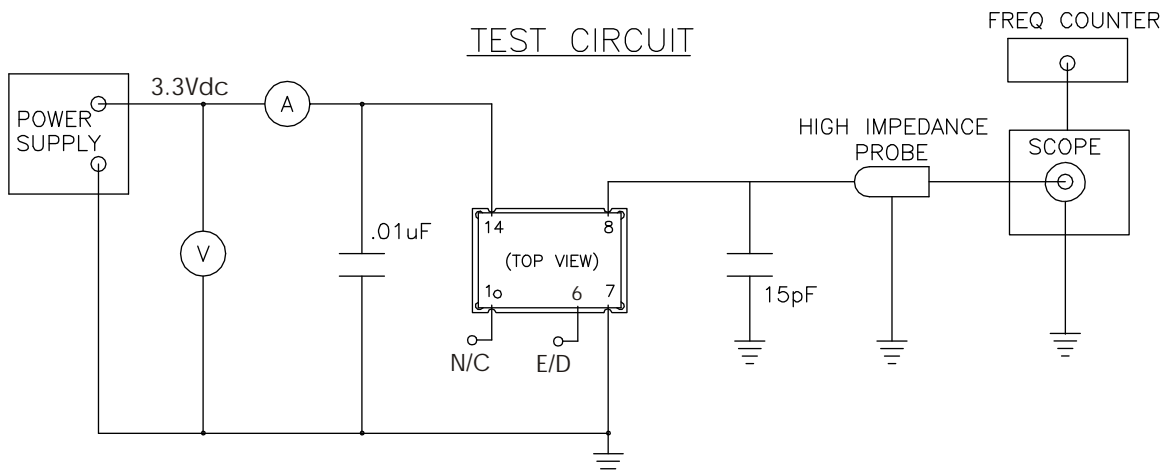 TEST CIRCUIT
FREQ COUNTER
3.3Vdc
A
POWER
SUPPLY
HIGH IMPEDANCE
PROBE
SCOPE
V
.01uF
14
8
(TOP VIEW)
1
6
7
15pF
N/C
E/D